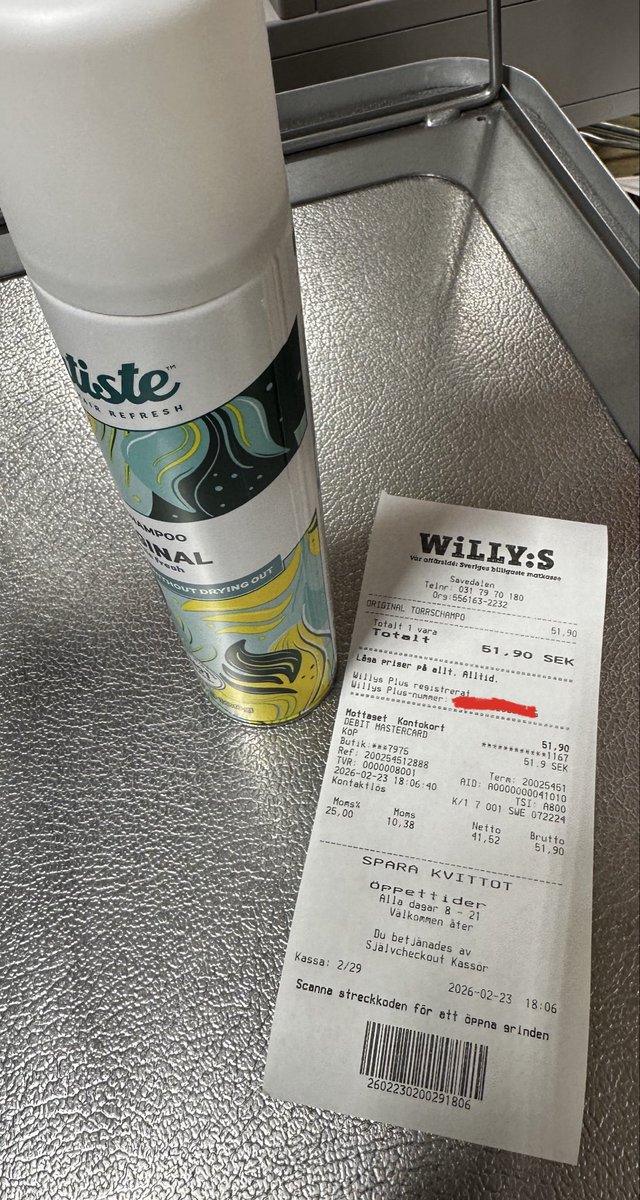 tiste™
AIR REFRESH
SHAMPOO
fresh
WITHOUT DRYING OUT
WiLLY:S
Vår affärsidé: Sveriges billigaste matkasse
Savedalen
Telnr: 031 79 70 180
Org:556163-2232
ORIGINAL TORRSCHAMPO 51,90
Totalt 1 vara
Totalt 51,90 SEK
Låga priser på allt. Alltid.
Willys Plus registrerat
Willys Plus-nummer:
Mottaget Kontokort 51,90
DEBIT MASTERCARD ************1167
KÖP 51.9 SEK
Butik:***7975
Ref: 200254512888 Term: 20025451
TVR: 0000008001 AID: A0000000041010
2026-02-23 18:06:40 TSI: A800
Kontaktlös K/1 7 001 SWE 072224
Moms% Moms Netto Brutto
25,00 10,38 41,52 51,90
SPARA KVITTOT
Öppettider
Alla dagar 8 - 21
Välkommen åter
Du betjänades av
Självcheckout Kassör
Kassa: 2/29 2026-02-23 18:06
Scanna streckkoden för att öppna grinden
2602230200291806